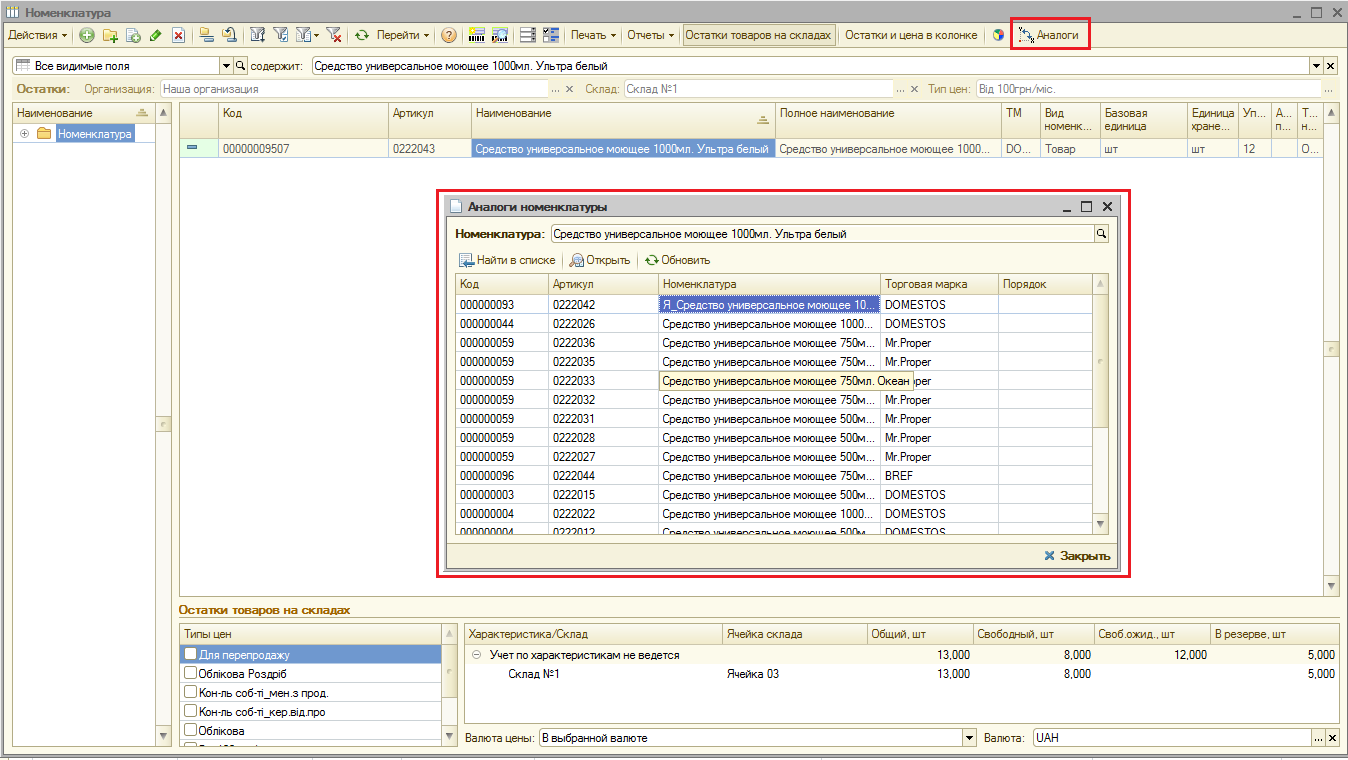 Номенклатура
Действия Перейти Печать Отчеты Остатки товаров на складах Остатки и цена в колонке Аналоги
Все видимые поля содержит: Средство универсальное моющее 1000мл. Ультра белый
Остатки: Организация: Наша организация ... Склад: Склад №1 ... Тип цен: Від 100грн/міс. ...
Наименование
Номенклатура
Код Артикул Наименование Полное наименование ТМ Вид номенк... Базовая единица Единица хране... Уп... А... п... Т... н...
00000009507 0222043 Средство универсальное моющее 1000мл. Ультра белый Средство универсальное моющее 1000... DO... Товар шт шт 12 О...
Аналоги номенклатуры
Номенклатура: Средство универсальное моющее 1000мл. Ультра белый
Найти в списке Открыть Обновить
Код Артикул Номенклатура Торговая марка Порядок
000000093 0222042 Я_Средство универсальное моющее 10... DOMESTOS
000000044 0222026 Средство универсальное моющее 1000... DOMESTOS
000000059 0222036 Средство универсальное моющее 750м... Mr.Proper
000000059 0222035 Средство универсальное моющее 750м... Mr.Proper
000000059 0222033 Средство универсальное моющее 750мл. Океан per
000000059 0222032 Средство универсальное моющее 750м... Mr.Proper
000000059 0222031 Средство универсальное моющее 500м... Mr.Proper
000000059 0222028 Средство универсальное моющее 500м... Mr.Proper
000000059 0222027 Средство универсальное моющее 500м... Mr.Proper
000000096 0222044 Средство универсальное моющее 750м... BREF
000000003 0222015 Средство универсальное моющее 500м... DOMESTOS
000000004 0222022 Средство универсальное моющее 1000... DOMESTOS
000000004 0222012 Средство универсальное моющее 500м... DOMESTOS
Закрыть
Остатки товаров на складах
Типы цен
Для перепродажу
Облікова Роздріб
Кон-ль соб-ті_мен.з прод.
Кон-ль соб-ті_кер.від.про
Облікова
Характеристика/Склад Ячейка склада Общий, шт Свободный, шт Своб.ожид., шт В резерве, шт
Учет по характеристикам не ведется 13,000 8,000 12,000 5,000
Склад №1 Ячейка 03 13,000 8,000 5,000
Валюта цены: В выбранной валюте Валюта: UAH ...